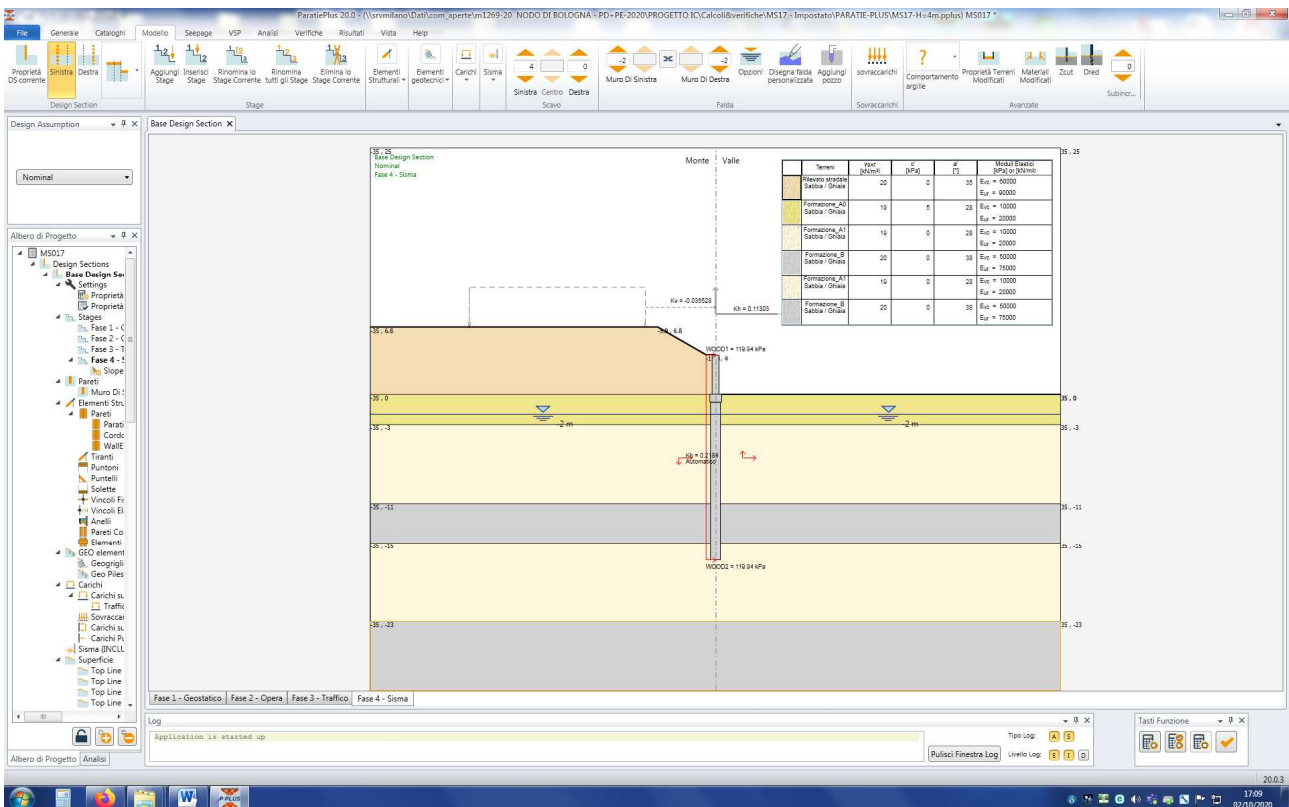 ParatiePlus 20.0 - (\\srvmilano\Dati\com_aperte\m1269-20 NODO DI BOLOGNA - PD+PE-2020\PROGETTO IC\Calcoli&verifiche\MS17 - Impostato\PARATIE-PLUS\MS17-H=4m.pplus) MS017 *
File Generale Cataloghi Modello Seepage VSP Analisi Verifiche Risultati Vista Help
Proprietà DS corrente
Sinistra
Destra
Design Section
Aggiungi Stage
Inserisci Stage
Rinomina lo Stage Corrente
Rinomina tutti gli Stage
Elimina lo Stage Corrente
Stage
Elementi Strutturali
Elementi geotecnici
Carichi
Sisma
4 0
Sinistra Centro Destra
Scavo
-2 -2
Muro Di Sinistra
Muro Di Destra
Opzioni
Disegna falda personalizzata
Aggiungi pozzo
Falda
sovraccarichi
Sovraccarichi
Comportamento argille
Proprietà Terreni Modificati
Materiali Modificati
Zcut
Dred
0
Subincr...
Avanzate
Design Assumption
Nominal
Albero di Progetto
MS017
Design Sections
Base Design Se
Settings
Proprietà
Proprietà
Stages
Fase 1 -
Fase 2 -
Fase 3 - T
Fase 4 -
Slope
Pareti
Muro Di
Elementi Stru
Pareti
Parati
Cordo
WallE
Tiranti
Puntoni
Puntelli
Solette
Vincoli Fi
Vincoli El
Anelli
Pareti Co
Elementi
GEO element
Geogrigli
Geo Piles
Carichi
Carichi su
Traffic
Sovraccar
Carichi su
Carichi Pu
Sisma (INCLU
Superficie
Top Line
Top Line
Top Line
Top Line
Albero di Progetto
Analisi
Base Design Section
-35 , 25
Base Design Section
Nominal
Fase 4 - Sisma
Monte Valle
35 , 25
Terreni γDRY [kN/m³] c' [kPa] ø' [°] Moduli Elastici [kPa] or [kN/m³]
Rilevato stradale Sabbia / Ghiaia 20 0 35 Evc = 60000 Eur = 90000
Formazione_A0 Sabbia / Ghiaia 19 5 28 Evc = 10000 Eur = 20000
Formazione_A1 Sabbia / Ghiaia 19 0 28 Evc = 10000 Eur = 20000
Formazione_B Sabbia / Ghiaia 20 0 38 Evc = 50000 Eur = 75000
Formazione_A1 Sabbia / Ghiaia 19 0 28 Evc = 10000 Eur = 20000
Formazione_B Sabbia / Ghiaia 20 0 38 Evc = 50000 Eur = 75000
Kv = -0.035528
Kh = 0.11303
-35 , 6.8
, 6.8
WOOD1 = 119.94 kPa
, 4
-35 , 0
35 , 0
-2 m
-2 m
-35 , -3
35 , -3
Kh = 0.2184
Automatico
-35 , -11
35 , -11
-35 , -15
35 , -15
WOOD2 = 119.94 kPa
-35 , -23
35 , -23
Fase 1 - Geostatico Fase 2 - Opera Fase 3 - Traffico Fase 4 - Sisma
Log
Application is started up
Tipo Log: A S
Pulisci Finestra Log
Livello Log: E I D
Tasti Funzione
20.0.3
P-PLUS
17:09
02/10/2020